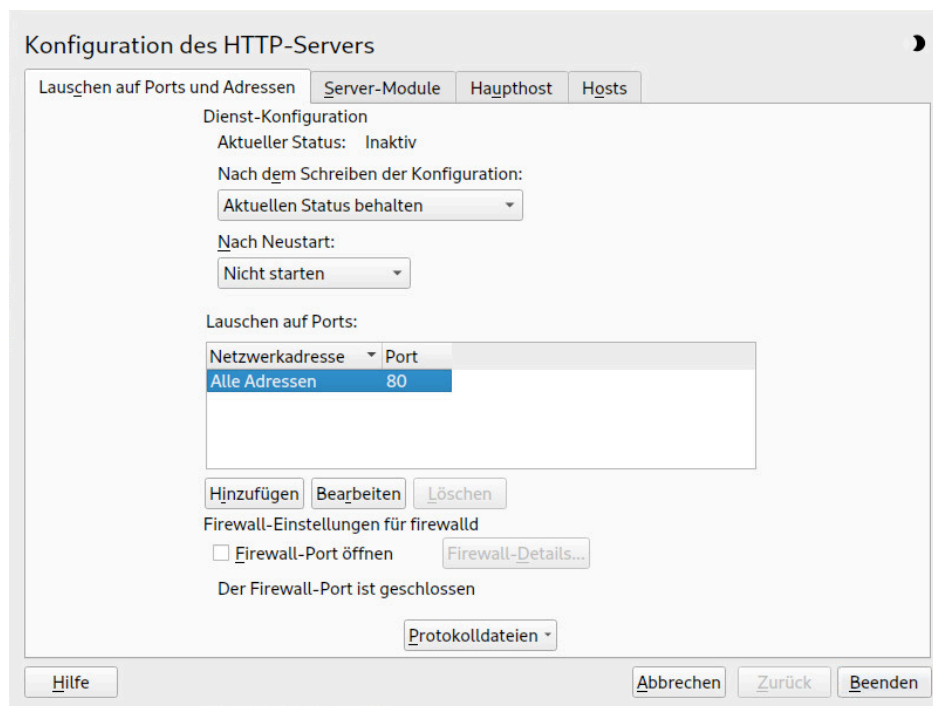 Konfiguration des HTTP-Servers
Lauschen auf Ports und Adressen Server-Module Haupthost Hosts
Dienst-Konfiguration
Aktueller Status: Inaktiv
Nach dem Schreiben der Konfiguration:
Aktuellen Status behalten
Nach Neustart:
Nicht starten
Lauschen auf Ports:
Netzwerkadresse Port
Alle Adressen 80
Hinzufügen Bearbeiten Löschen
Firewall-Einstellungen für firewalld
Firewall-Port öffnen Firewall-Details...
Der Firewall-Port ist geschlossen
Protokolldateien
Hilfe Abbrechen Zurück Beenden